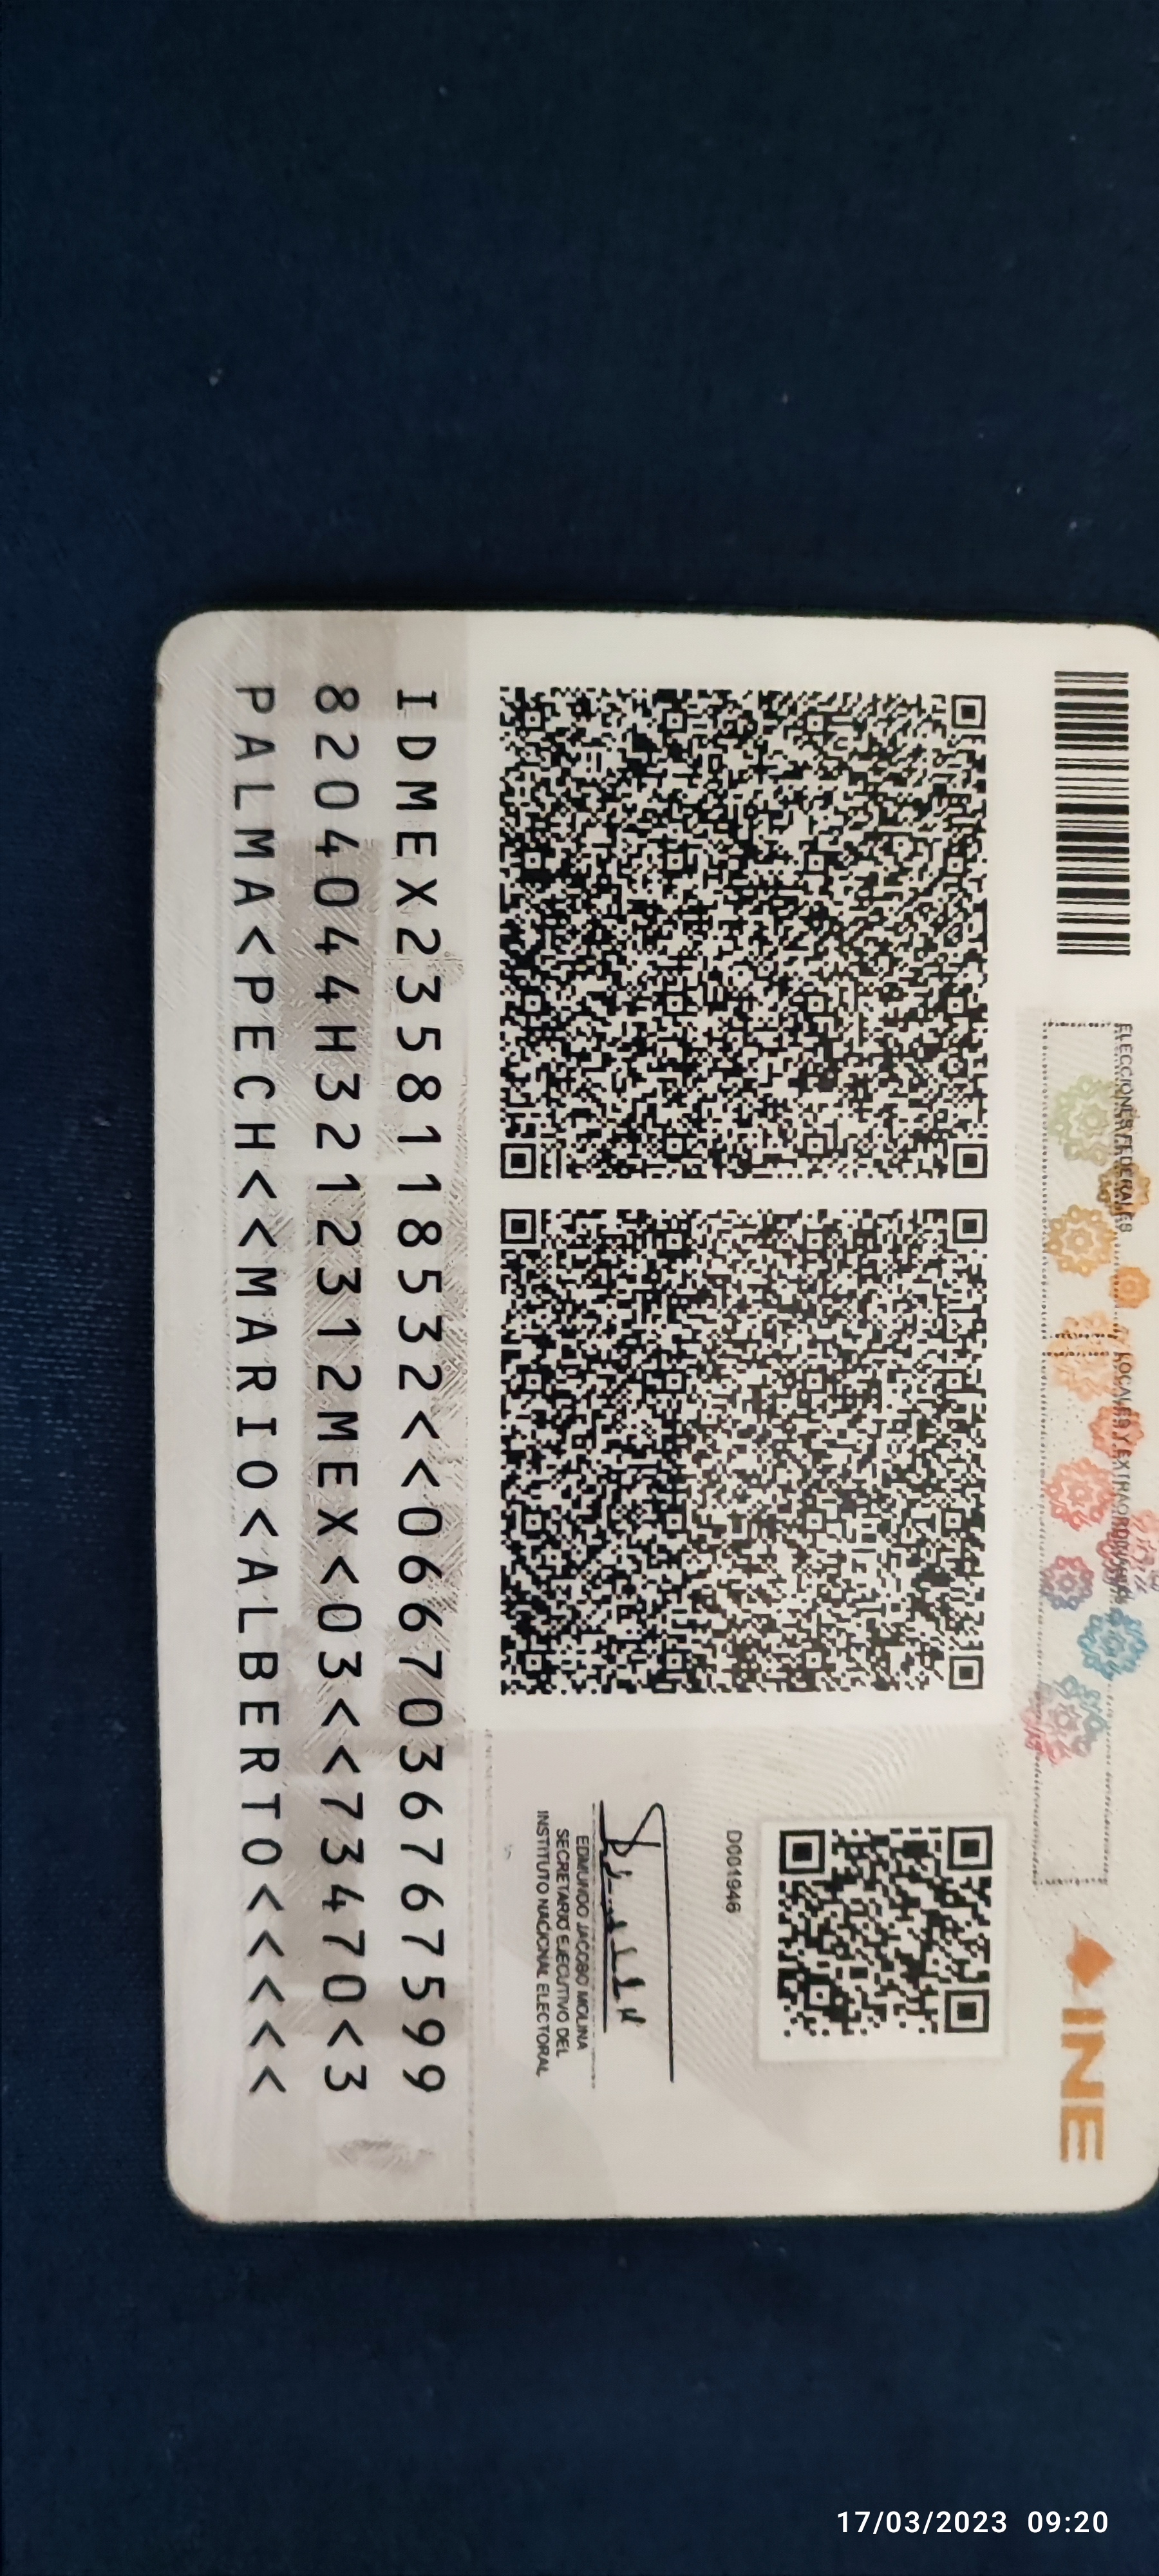 ELECCIONES FEDERALES
LOCALES Y EXTRAORDINARIAS
INE
D001946
EDMUNDO JACOBO MOLINA
SECRETARIO EJECUTIVO DEL
INSTITUTO NACIONAL ELECTORAL
IDMEX2358118532<<0667036767599
8204044H3212312MEX<03<<73470<3
PALMA<PECH<<MARIO<ALBERTO<<<<<
17/03/2023 09:20